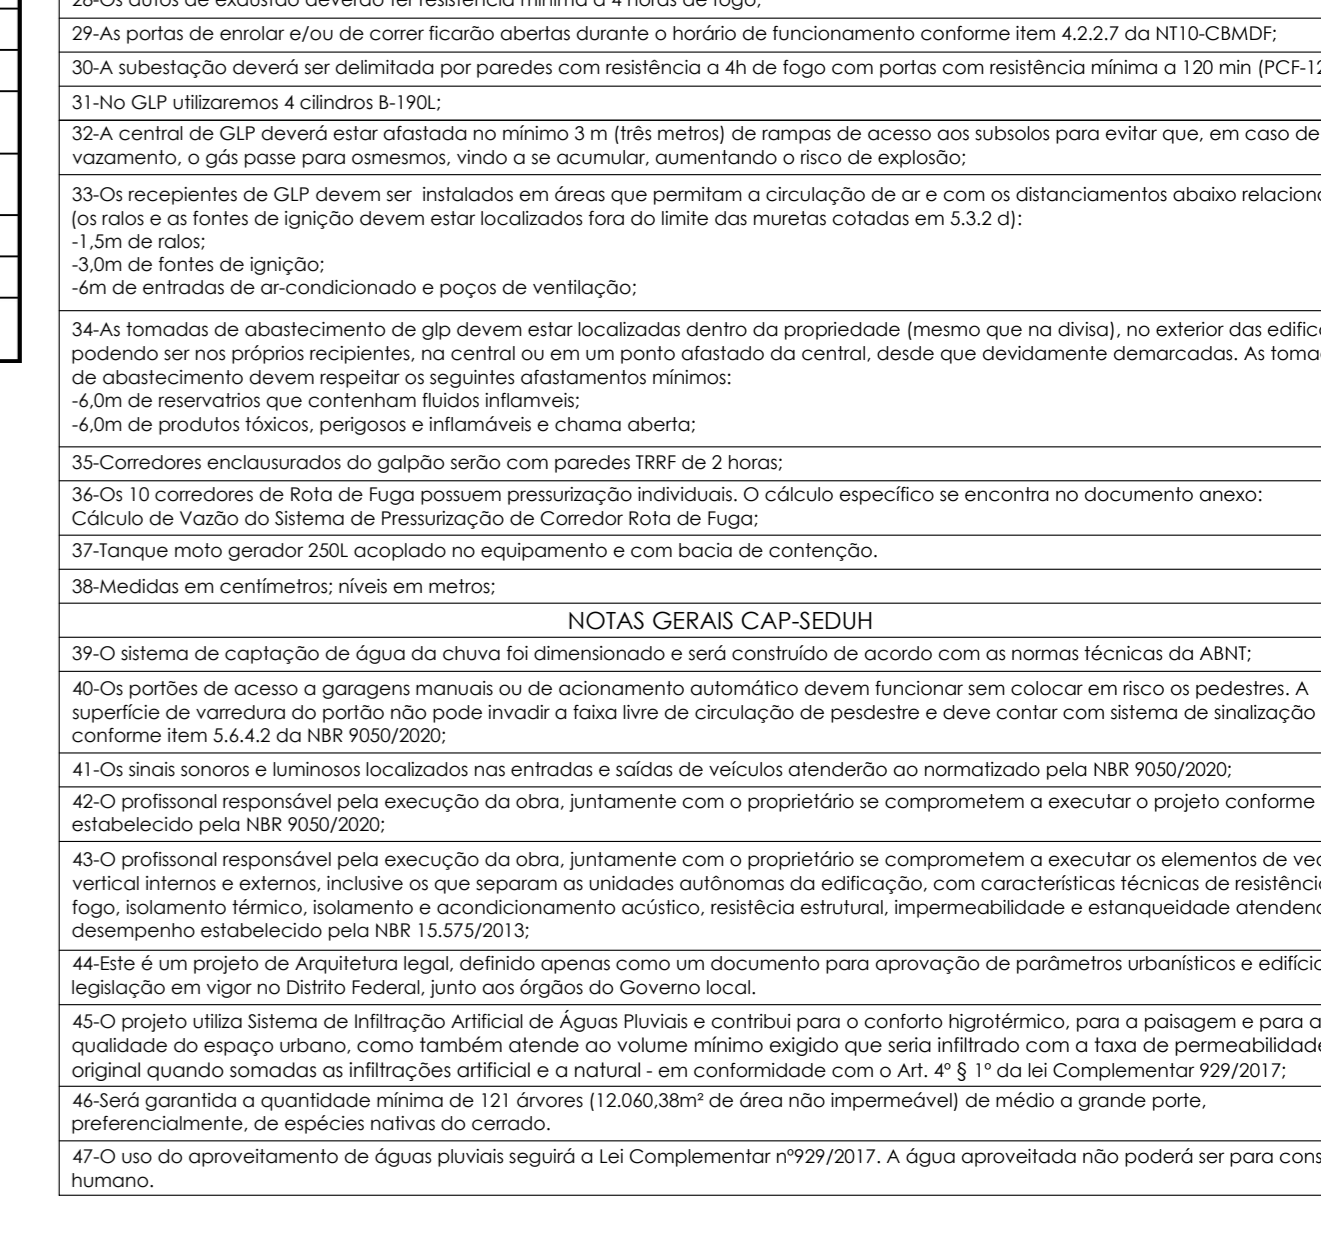 28-Os dutos de exaustão deverão ter resistência mínima a 4 horas de fogo;
29-As portas de enrolar e/ou de correr ficarão abertas durante o horário de funcionamento conforme item 4.2.2.7 da NT10-CBMDF;
30-A subestação deverá ser delimitada por paredes com resistência a 4h de fogo com portas com resistência mínima a 120 min
31-No GLP utilizaremos 4 cilindros B-190L;
32-A central de GLP deverá estar afastada no mínimo 3 m (três metros) de rampas de acesso aos subsolos para evitar que, em caso de
vazamento, o gás passe para osmesmos, vindo a se acumular, aumentando o risco de explosão;
33-Os recepientes de GLP devem ser instalados em áreas que permitam a circulação de ar e com os distanciamentos abaixo
(os ralos e as fontes de ignição devem estar localizados fora do limite das muretas cotadas em 5.3.2 d):
-1,5m de ralos;
-3,0m de fontes de ignição;
-6m de entradas de ar-condicionado e poços de ventilação;
34-As tomadas de abastecimento de glp devem estar localizadas dentro da propriedade (mesmo que na divisa), no exterior das
podendo ser nos próprios recipientes, na central ou em um ponto afastado da central, desde que devidamente demarcadas. As
de abastecimento devem respeitar os seguintes afastamentos mínimos:
-6,0m de reservatrios que contenham fluidos inflamveis;
-6,0m de produtos tóxicos, perigosos e inflamáveis e chama aberta;
35-Corredores enclausurados do galpão serão com paredes TRRF de 2 horas;
36-Os 10 corredores de Rota de Fuga possuem pressurização individuais. O cálculo específico se encontra no documento anexo:
Cálculo de Vazão do Sistema de Pressurização de Corredor Rota de Fuga;
37-Tanque moto gerador 250L acoplado no equipamento e com bacia de contenção.
38-Medidas em centímetros; níveis em metros;
NOTAS GERAIS CAP-SEDUH
39-O sistema de captação de água da chuva foi dimensionado e será construído de acordo com as normas técnicas da ABNT;
40-Os portões de acesso a garagens manuais ou de acionamento automático devem funcionar sem colocar em risco os pedestres. A
superfície de varredura do portão não pode invadir a faixa livre de circulação de pesdestre e deve contar com sistema de sinalização
conforme item 5.6.4.2 da NBR 9050/2020;
41-Os sinais sonoros e luminosos localizados nas entradas e saídas de veículos atenderão ao normatizado pela NBR 9050/2020;
42-O profissonal responsável pela execução da obra, juntamente com o proprietário se comprometem a executar o projeto conforme
estabelecido pela NBR 9050/2020;
43-O profissonal responsável pela execução da obra, juntamente com o proprietário se comprometem a executar os elementos de
vertical internos e externos, inclusive os que separam as unidades autônomas da edificação, com características técnicas de
fogo, isolamento térmico, isolamento e acondicionamento acústico, resistêcia estrutural, impermeabilidade e estanqueidade
desempenho estabelecido pela NBR 15.575/2013;
44-Este é um projeto de Arquitetura legal, definido apenas como um documento para aprovação de parâmetros urbanísticos e
legislação em vigor no Distrito Federal, junto aos órgãos do Governo local.
45-O projeto utiliza Sistema de Infiltração Artificial de Águas Pluviais e contribui para o conforto higrotérmico, para a paisagem e para a
qualidade do espaço urbano, como também atende ao volume mínimo exigido que seria infiltrado com a taxa de permeabilidade
original quando somadas as infiltrações artificial e a natural - em conformidade com o Art. 4º § 1º da lei Complementar 929/2017;
46-Será garantida a quantidade mínima de 121 árvores (12.060,38m² de área não impermeável) de médio a grande porte,
preferencialmente, de espécies nativas do cerrado.
47-O uso do aproveitamento de águas pluviais seguirá a Lei Complementar nº929/2017. A água aproveitada não poderá ser para
humano.